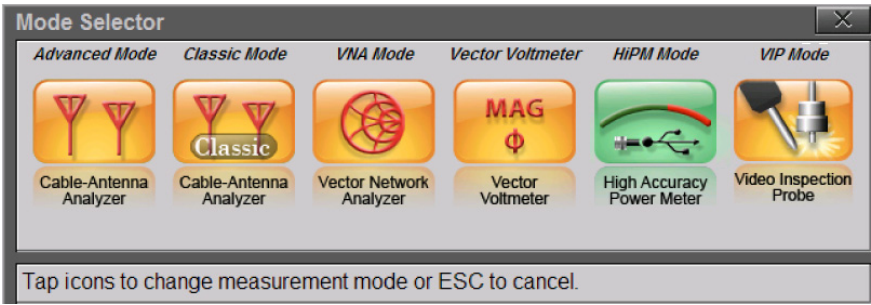 Mode Selector
Advanced Mode Classic Mode VNA Mode Vector Voltmeter HiPM Mode VIP Mode
Classic
MAG
Φ
Cable-Antenna Analyzer
Cable-Antenna Analyzer
Vector Network Analyzer
Vector Voltmeter
High Accuracy Power Meter
Video Inspection Probe
Tap icons to change measurement mode or ESC to cancel.